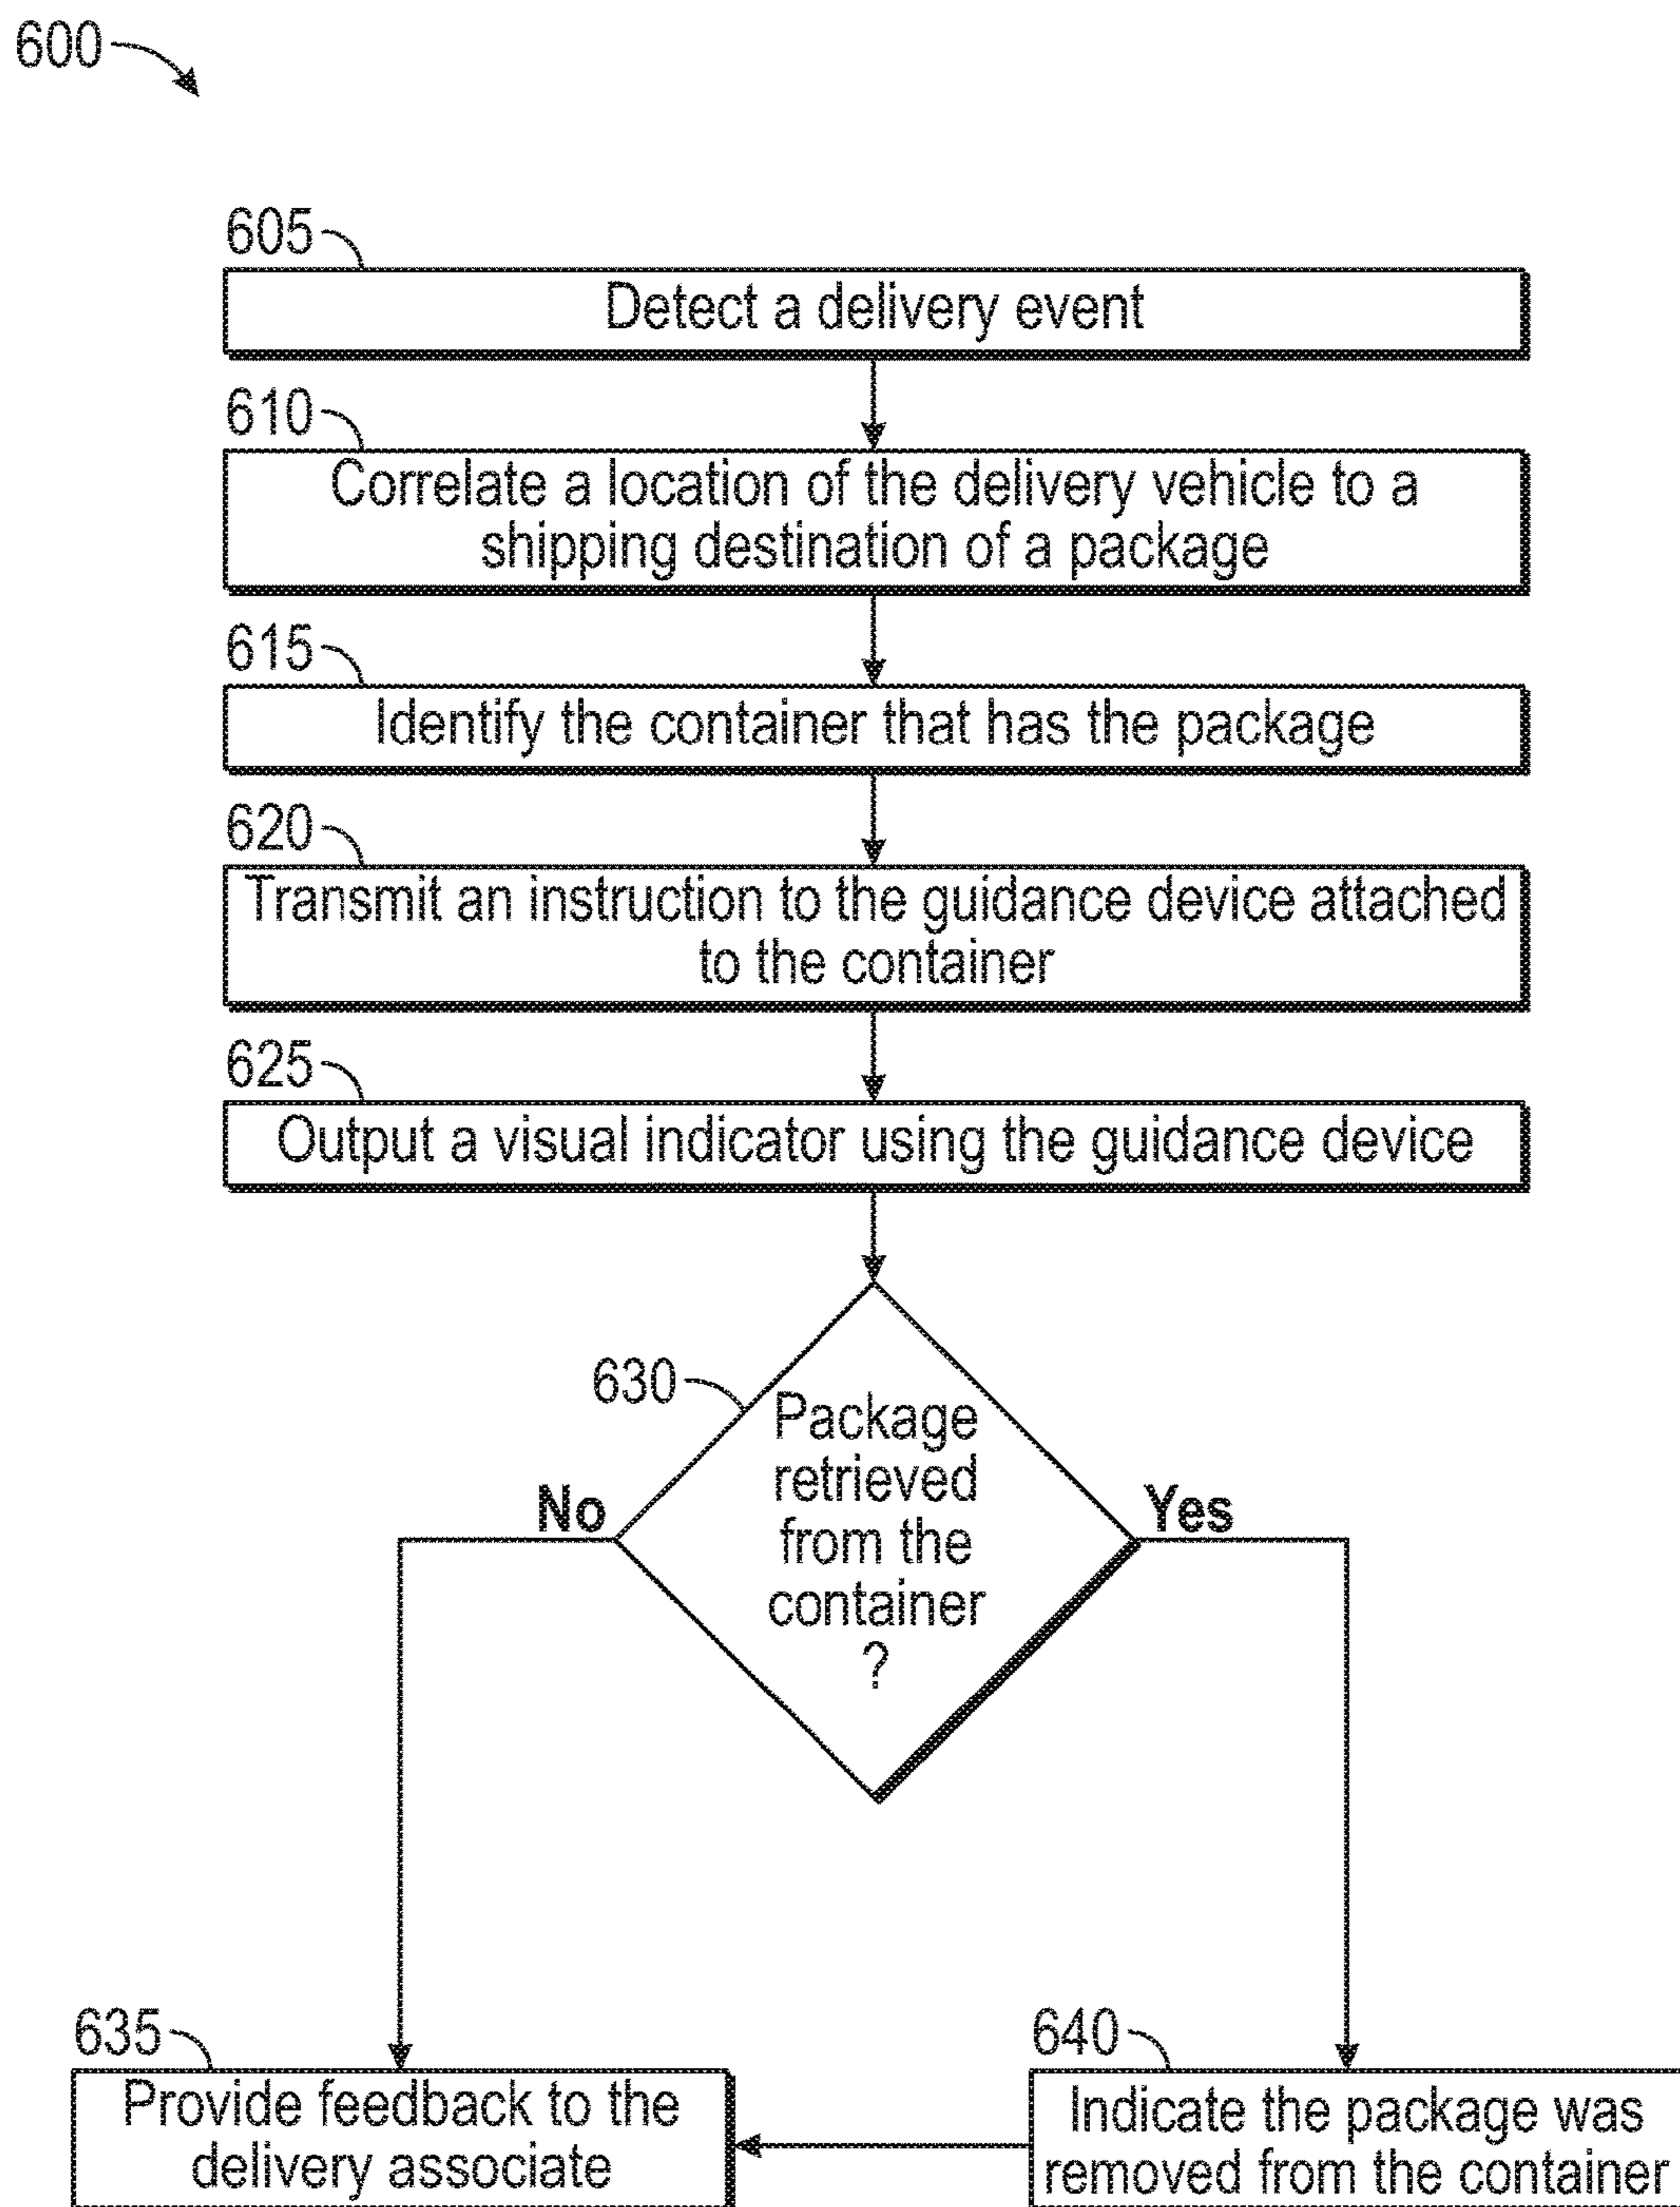 600
605
Detect a delivery event
610
Correlate a location of the delivery vehicle to a
shipping destination of a package
615
Identify the container that has the package
620
Transmit an instruction to the guidance device attached
to the container
625
Output a visual indicator using the guidance device
630
Package
retrieved
from the
container
?
No
Yes
635
Provide feedback to the
delivery associate
640
Indicate the package was
removed from the container